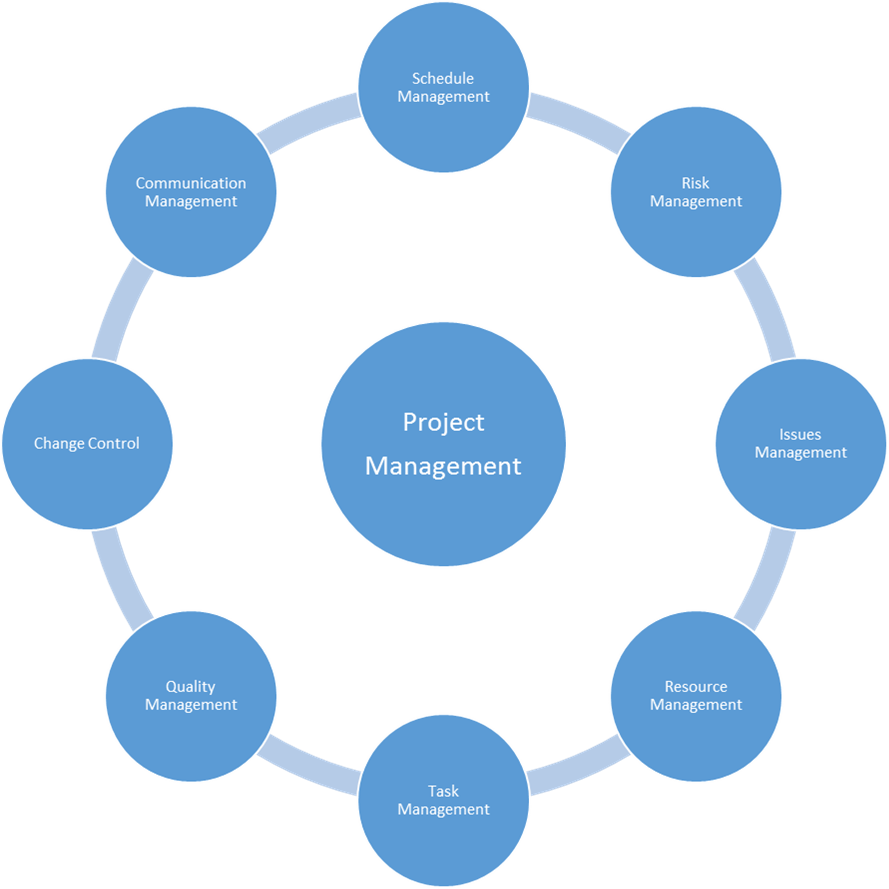 Schedule
Management
Communication
Management
Risk
Management
Project
Management
Change Control
Issues
Management
Quality
Management
Resource
Management
Task
Management